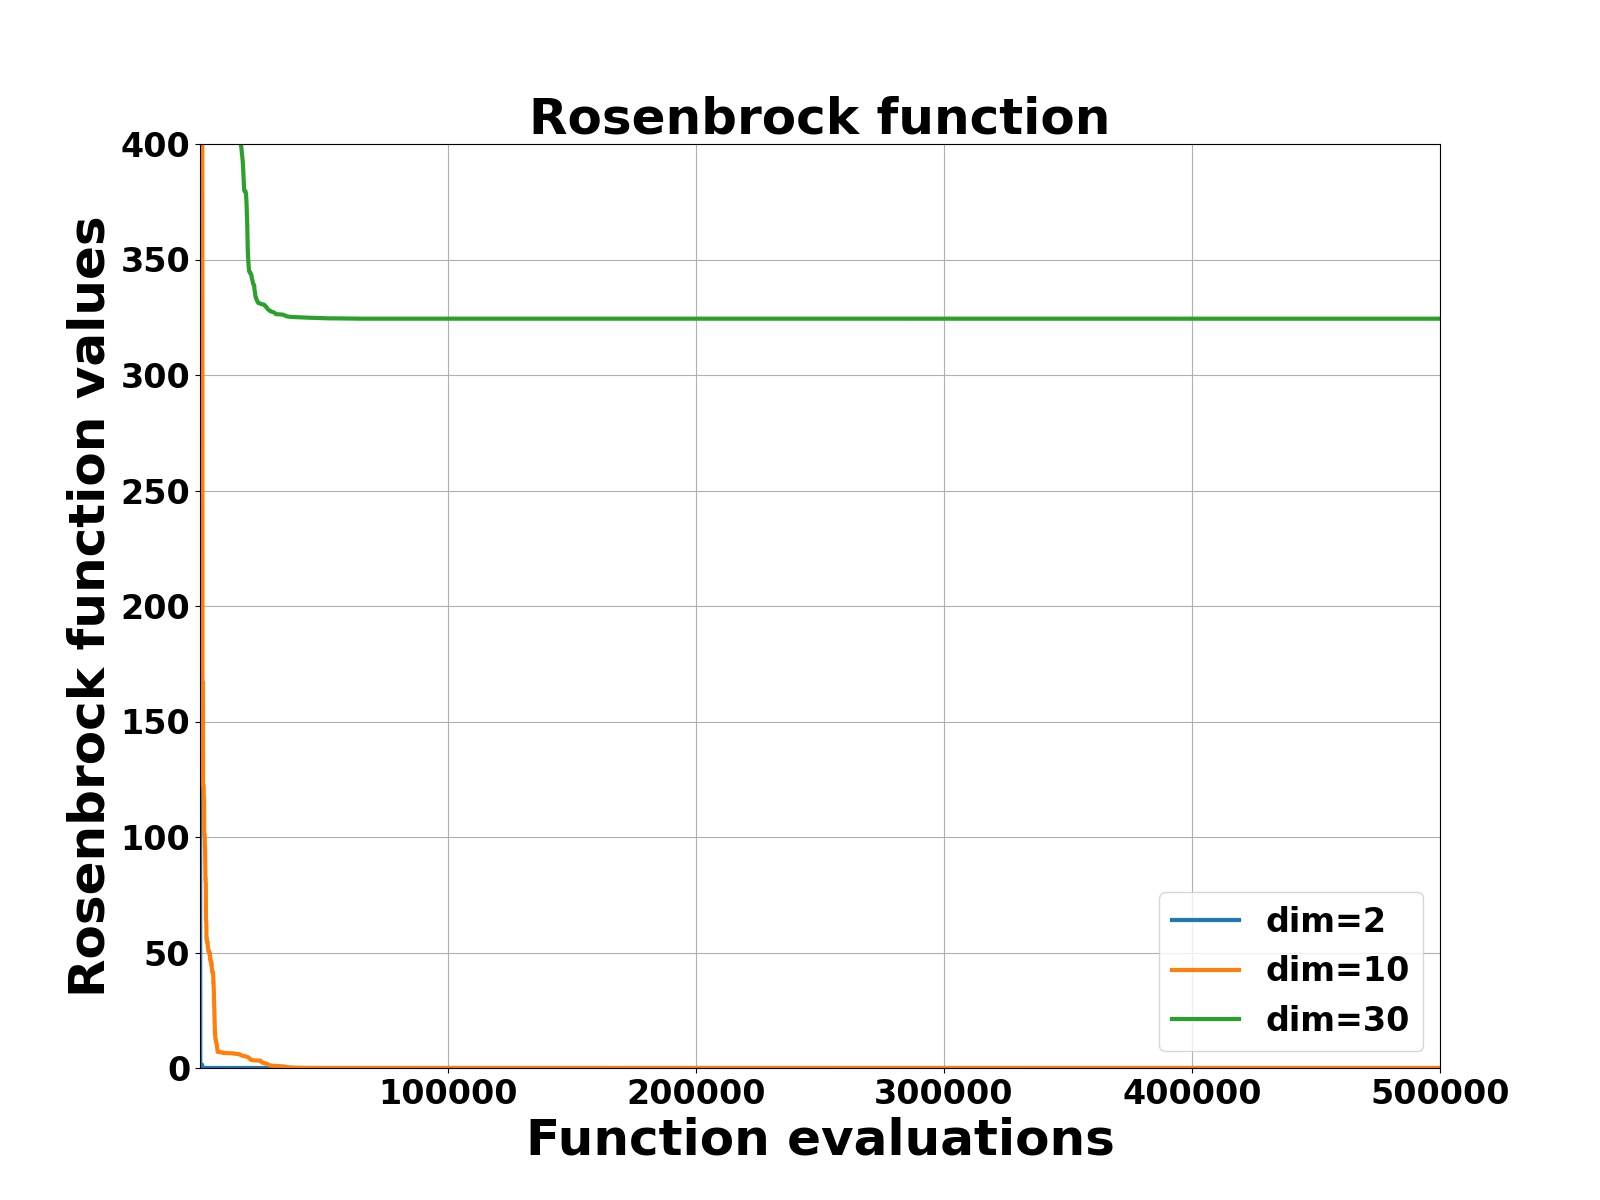 Rosenbrock function
Rosenbrock function values
400
350
300
250
200
150
100
50
0
100000
200000
300000
400000
500000
Function evaluations
dim=2
dim=10
dim=30